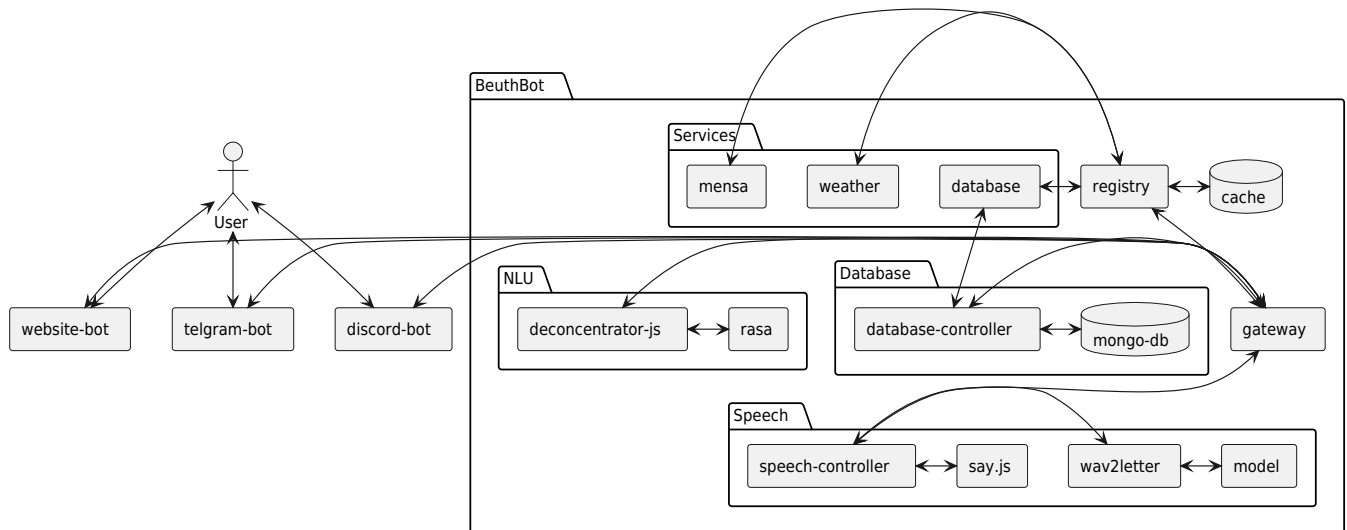 BeuthBot
Services
mensa
weather
database
registry
cache
User
NLU
Database
website-bot
telgram-bot
discord-bot
deconcentrator-js
rasa
database-controller
mongo-db
gateway
Speech
speech-controller
say.js
wav2letter
model